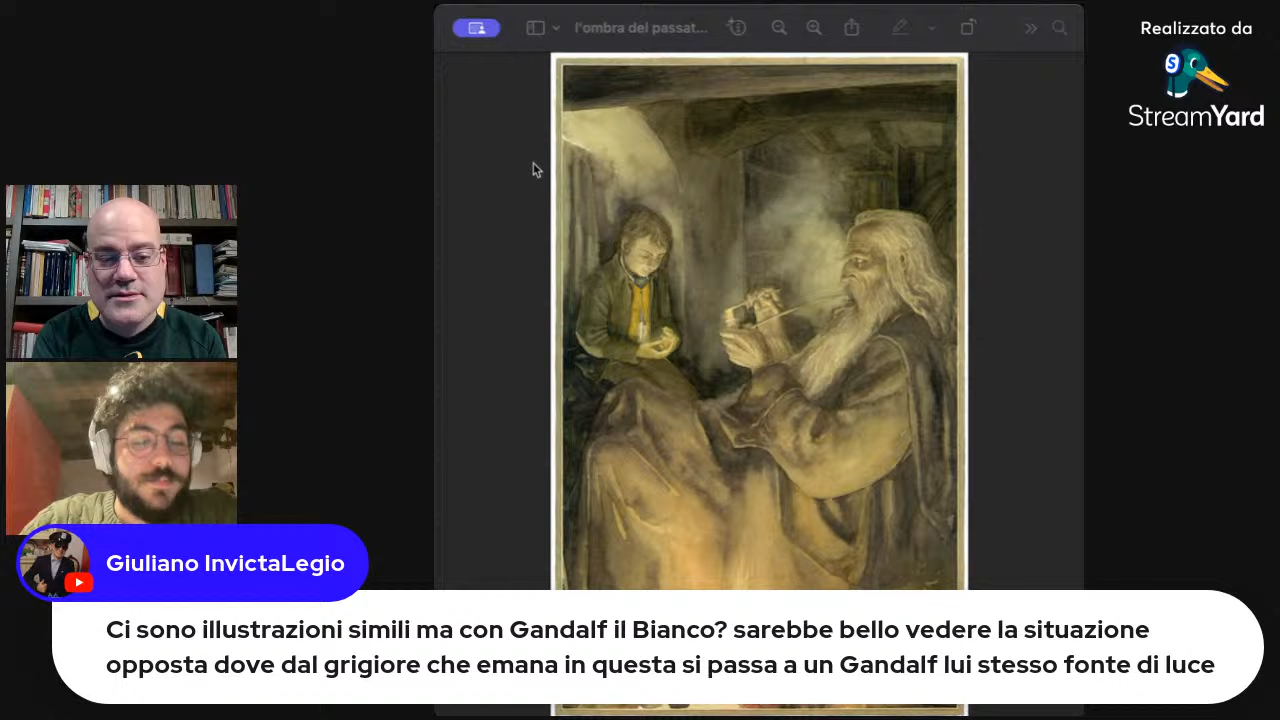 l'ombra del passat...
Realizzato da
StreamYard
Giuliano InvictaLegio
Ci sono illustrazioni simili ma con Gandalf il Bianco? sarebbe bello vedere la situazione
opposta dove dal grigiore che emana in questa si passa a un Gandalf lui stesso fonte di luce